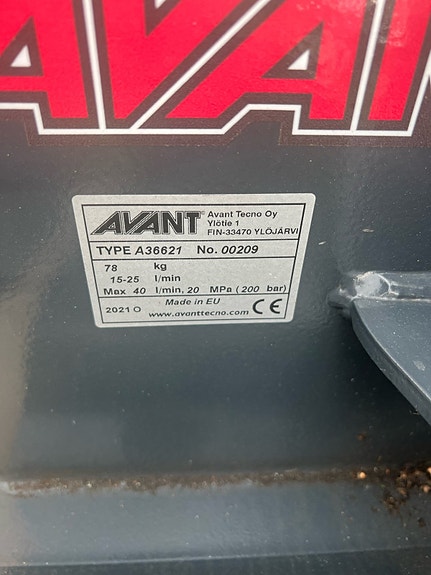 AVANT
AVANT® Avant Tecno Oy
Ylötie 1
FIN-33470 YLÖJÄRVI
TYPE A36621 No. 00209
78 kg
15-25 l/min
Max 40 l/min, 20 MPa (200 bar)
Made in EU
2021 O www.avanttecno.com CE